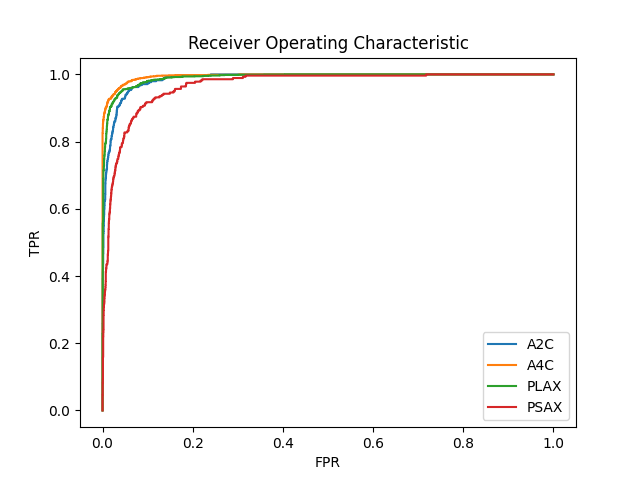 Receiver Operating Characteristic
1.0
0.8
0.6
0.4
0.2
0.0
TPR
A2C
A4C
PLAX
PSAX
0.0 0.2 0.4 0.6 0.8 1.0
FPR